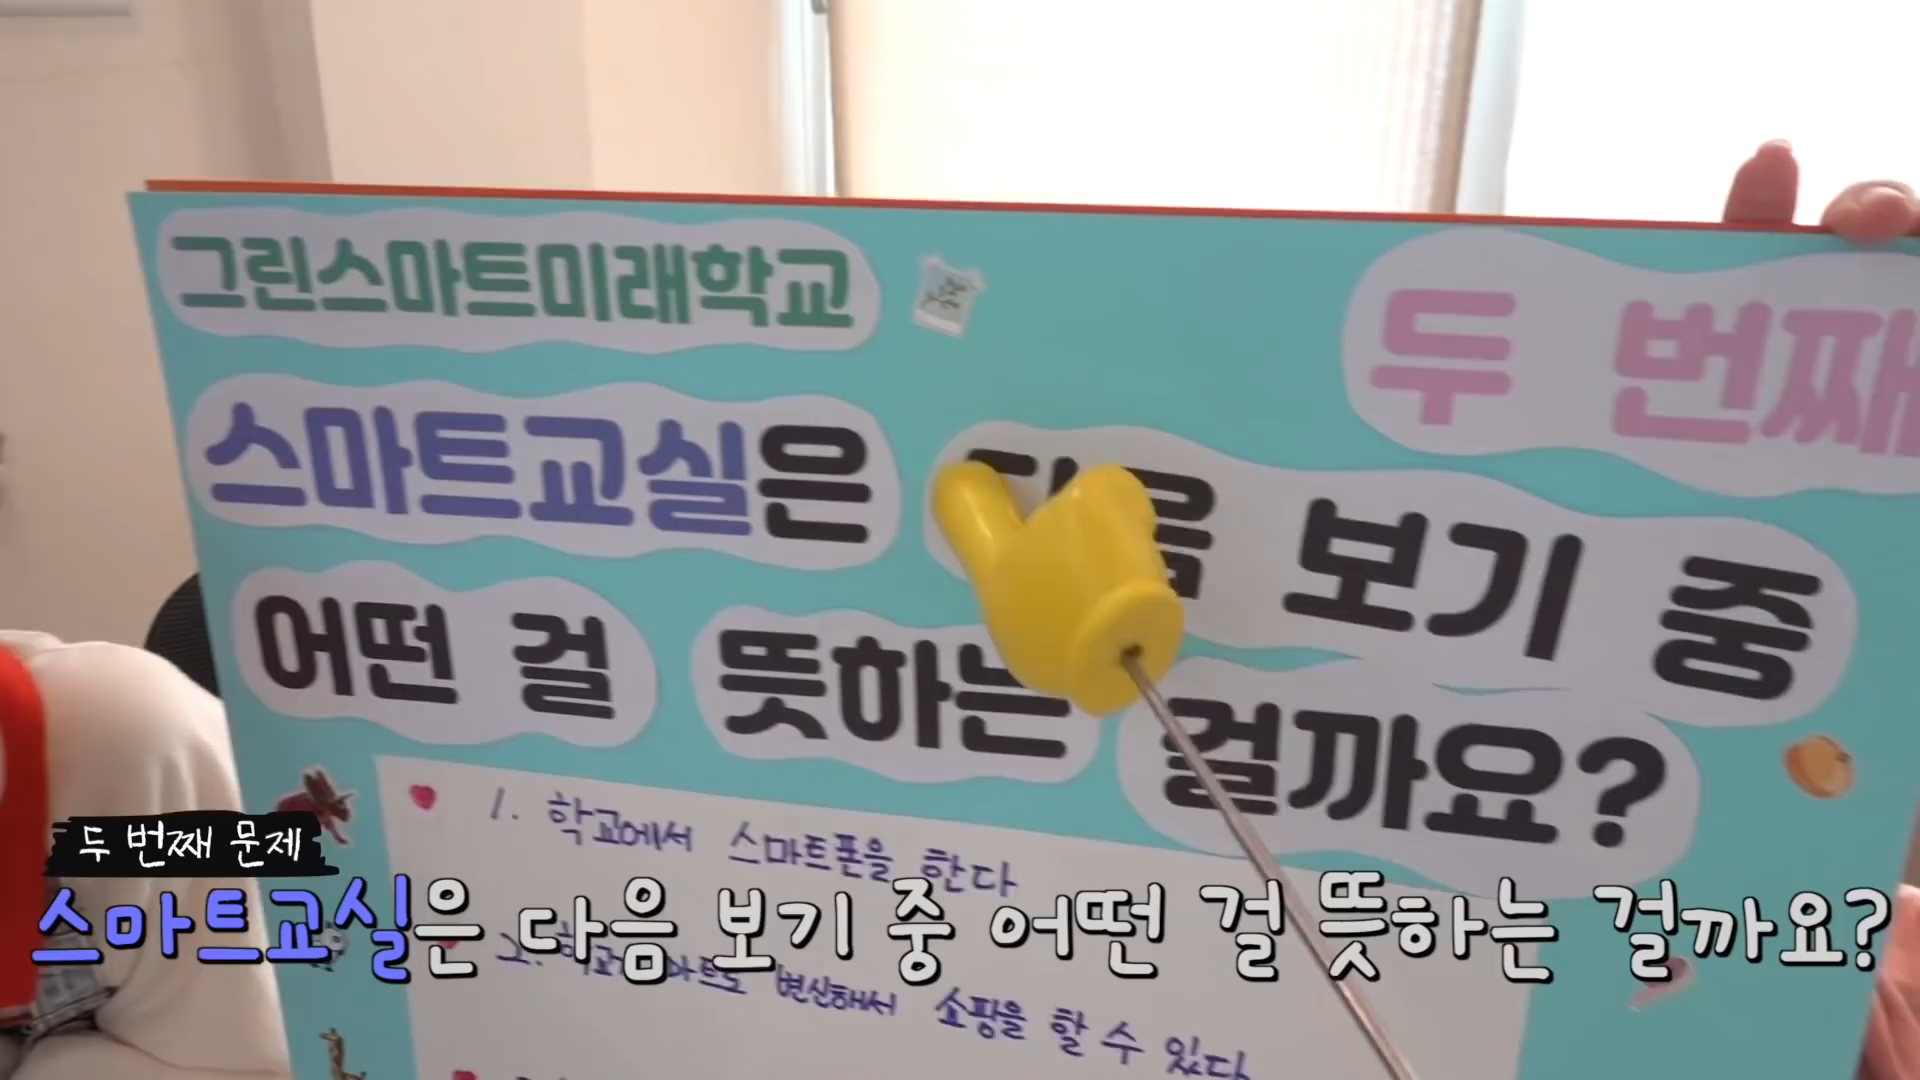 그린스마트미래학교
두 번째
스마트교실은 다음 보기 중
어떤 걸 뜻하는 걸까요?
1. 학교에서 스마트폰을 한다
2. 변신해서 쇼핑을 할 수 있다
두 번째 문제
스마트교실은 다음 보기 중 어떤 걸 뜻하는 걸까요?